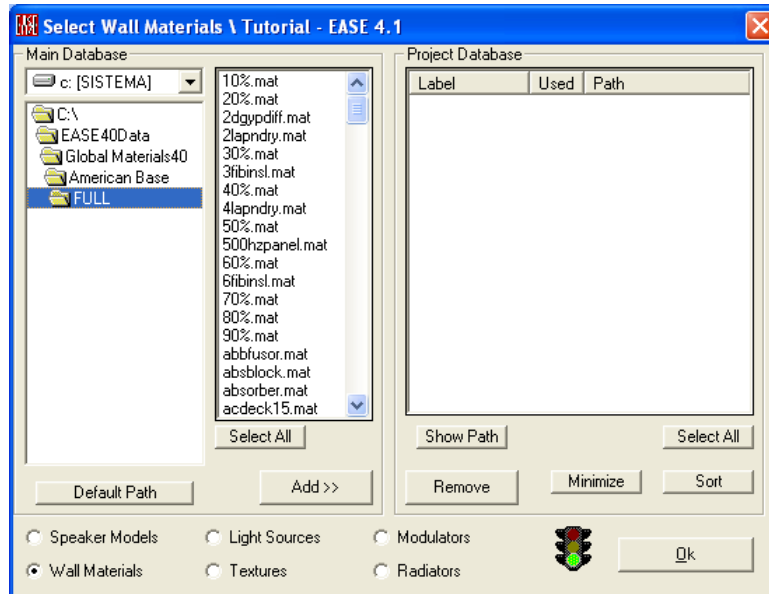 EASE Select Wall Materials \ Tutorial - EASE 4.1
Main Database
c: [SISTEMA]
C:\
EASE40Data
Global Materials40
American Base
FULL
10%.mat
20%.mat
2dgypdiff.mat
2lapndry.mat
30%.mat
3fibinsl.mat
40%.mat
4lapndry.mat
50%.mat
500hzpanel.mat
60%.mat
6fibinsl.mat
70%.mat
80%.mat
90%.mat
abbfusor.mat
absblock.mat
absorber.mat
acdeck15.mat
Select All
Default Path
Add >>
Project Database
Label Used Path
Show Path
Select All
Remove
Minimize
Sort
Speaker Models
Light Sources
Modulators
Wall Materials
Textures
Radiators
Ok